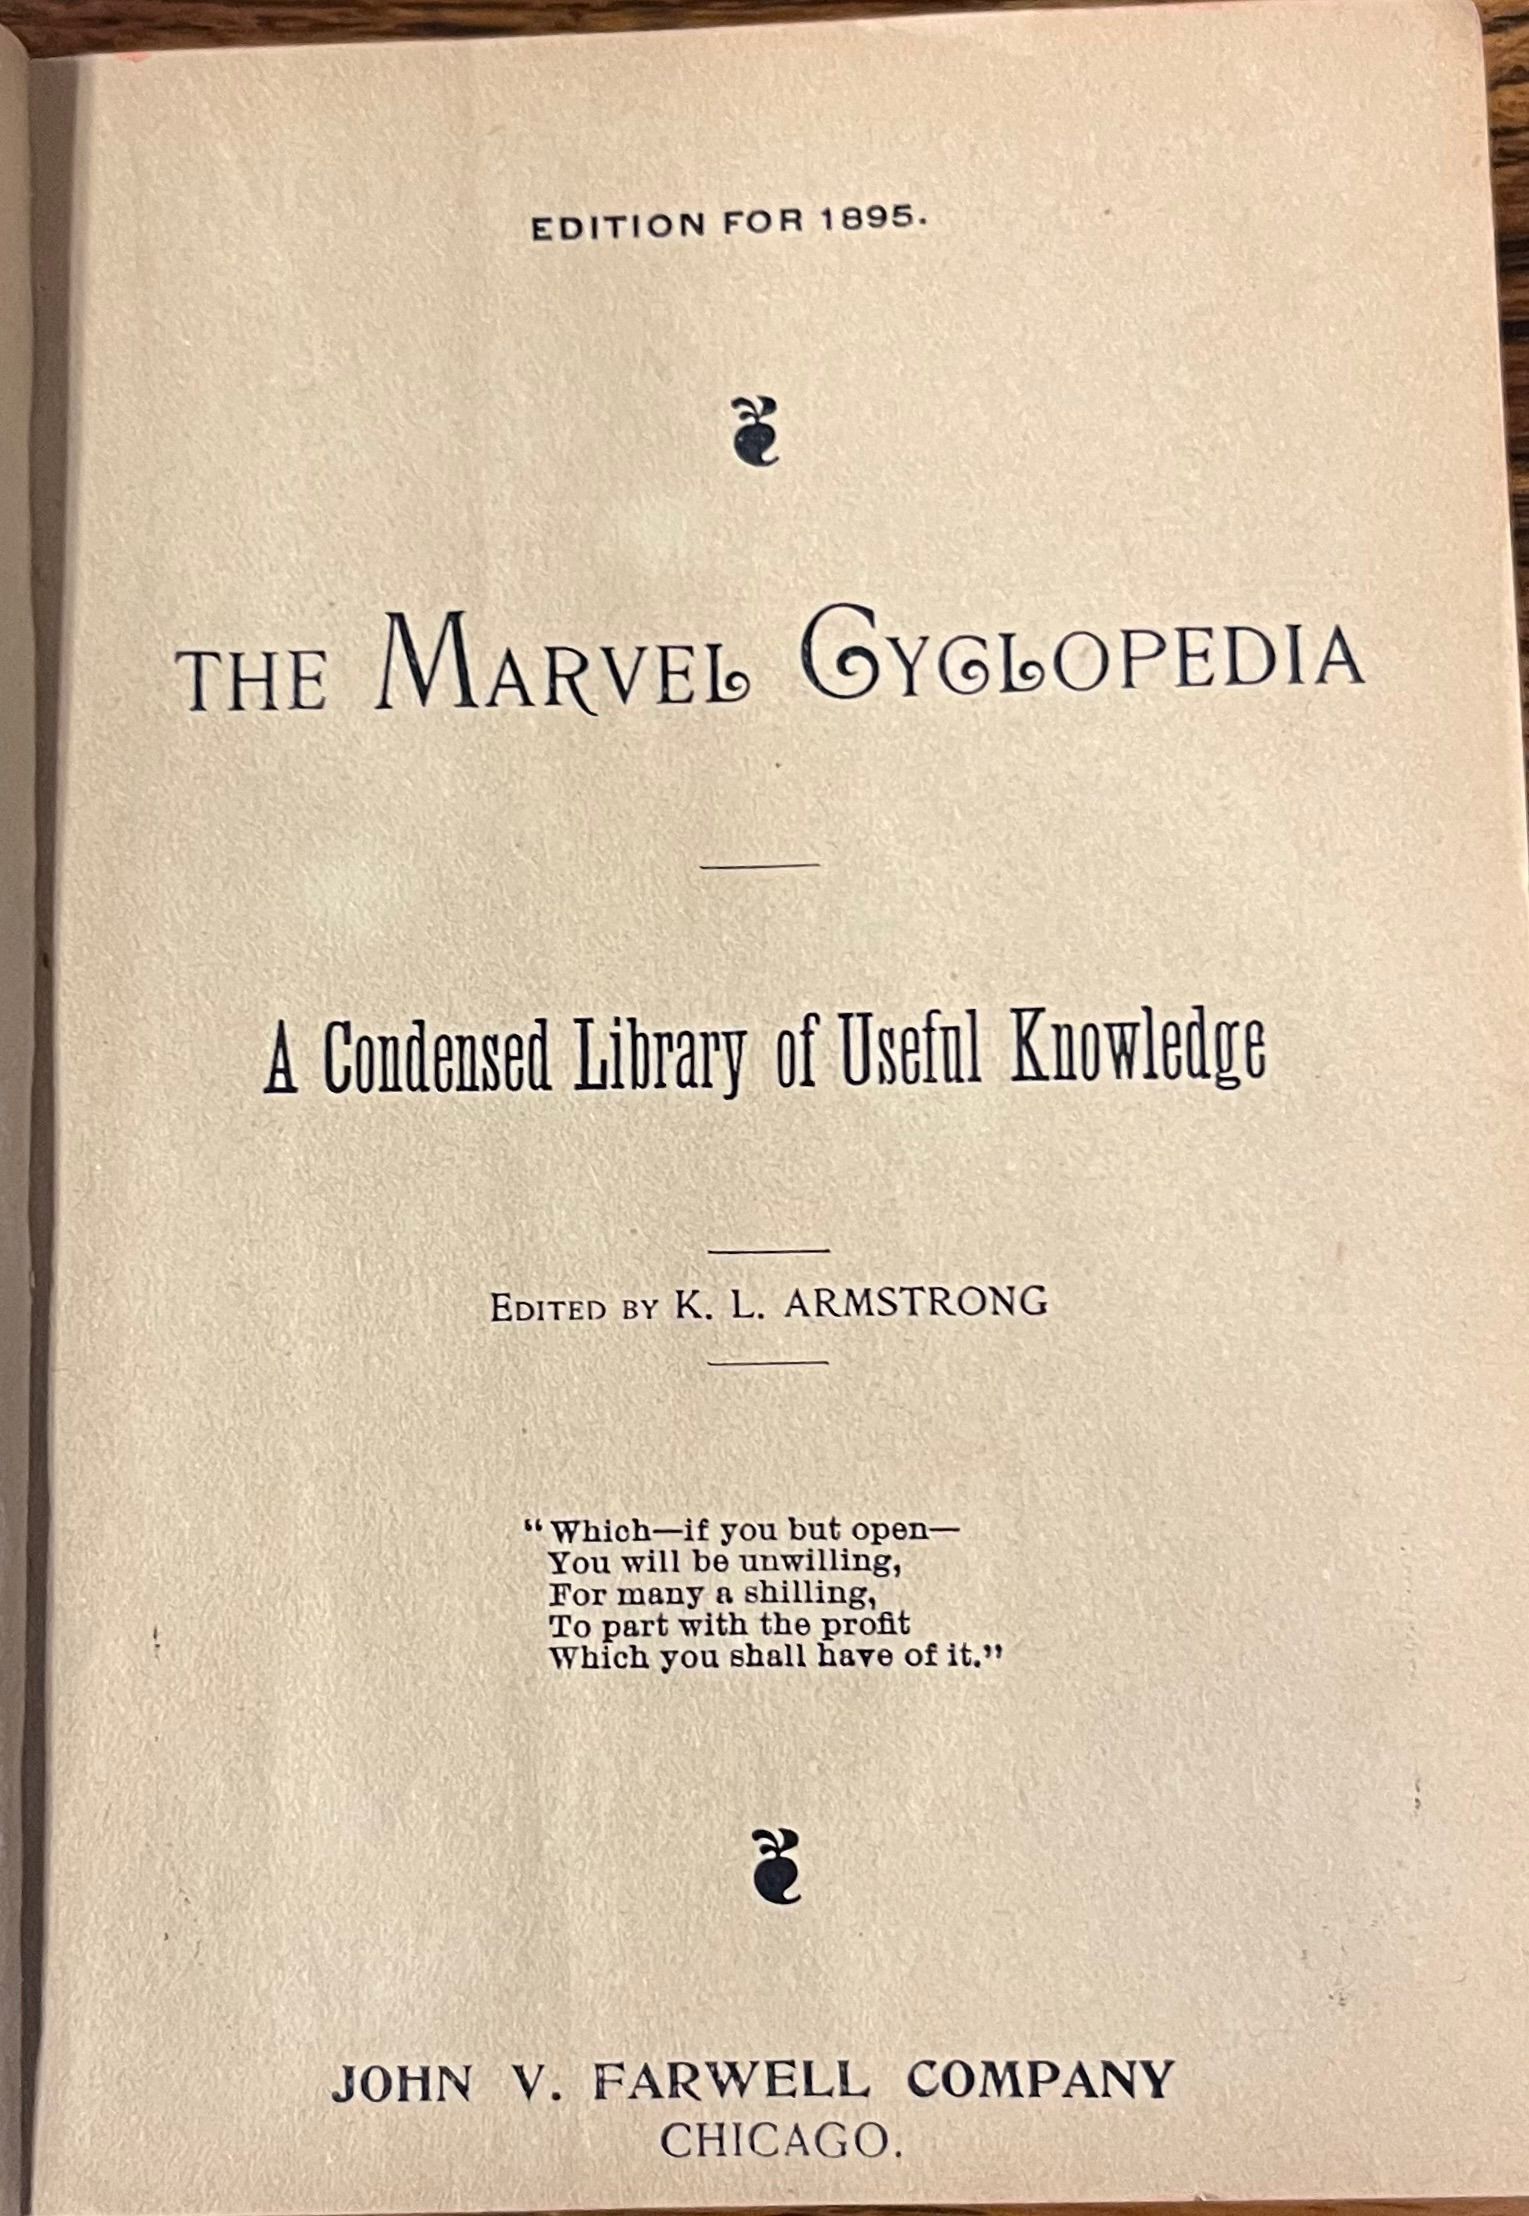 EDITION FOR 1895.
THE MARVEL CYCLOPEDIA
A Condensed Library of Useful Knowledge
EDITED BY K. L. ARMSTRONG
“Which—if you but open—
You will be unwilling,
For many a shilling,
To part with the profit
Which you shall have of it.”
JOHN V. FARWELL COMPANY
CHICAGO.